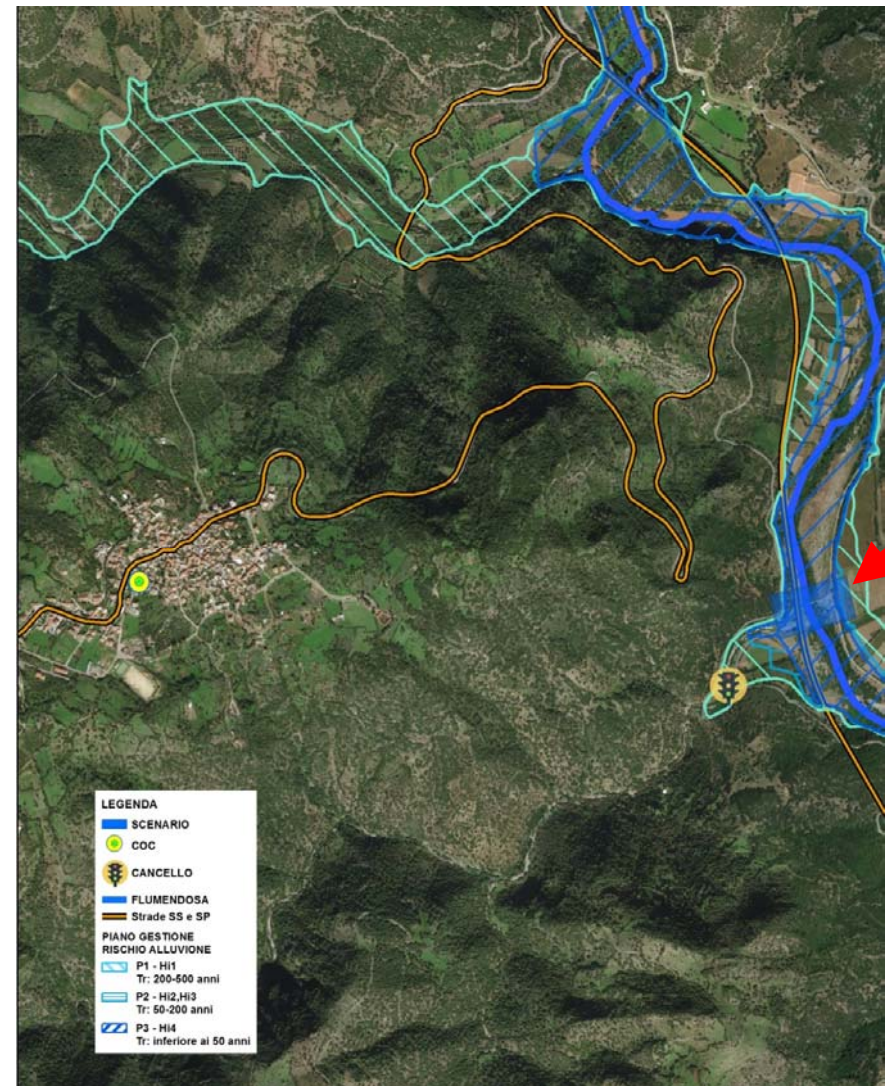 LEGENDA
SCENARIO
COC
CANCELLO
FLUMENDOSA
Strade SS e SP
PIANO GESTIONE
RISCHIO ALLUVIONE
P1 - Hi1
Tr: 200-500 anni
P2 - Hi2,Hi3
Tr: 50-200 anni
P3 - Hi4
Tr: inferiore ai 50 anni